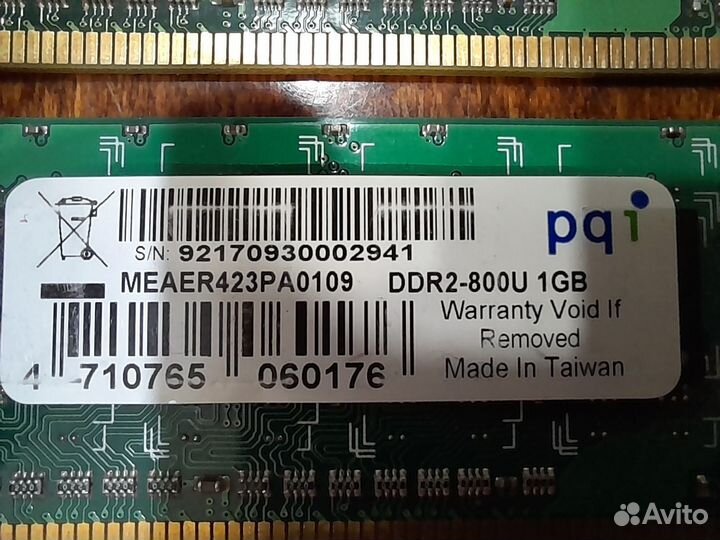 pqi
S/N: 92170930002941
MEAER423PA0109 DDR2-800U 1GB
Warranty Void If
Removed
Made In Taiwan
4 710765 060176
Avito